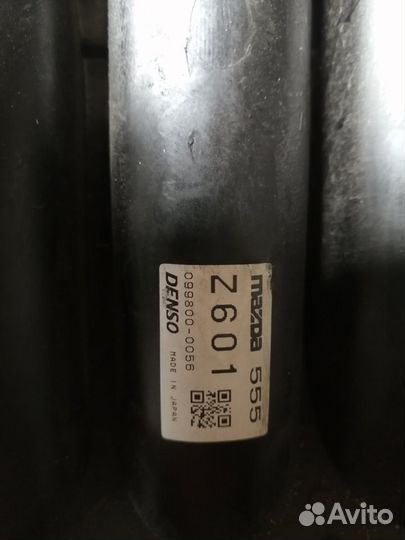 mazda 555
Z601
099800-0056
DENSO MADE IN JAPAN
Avito